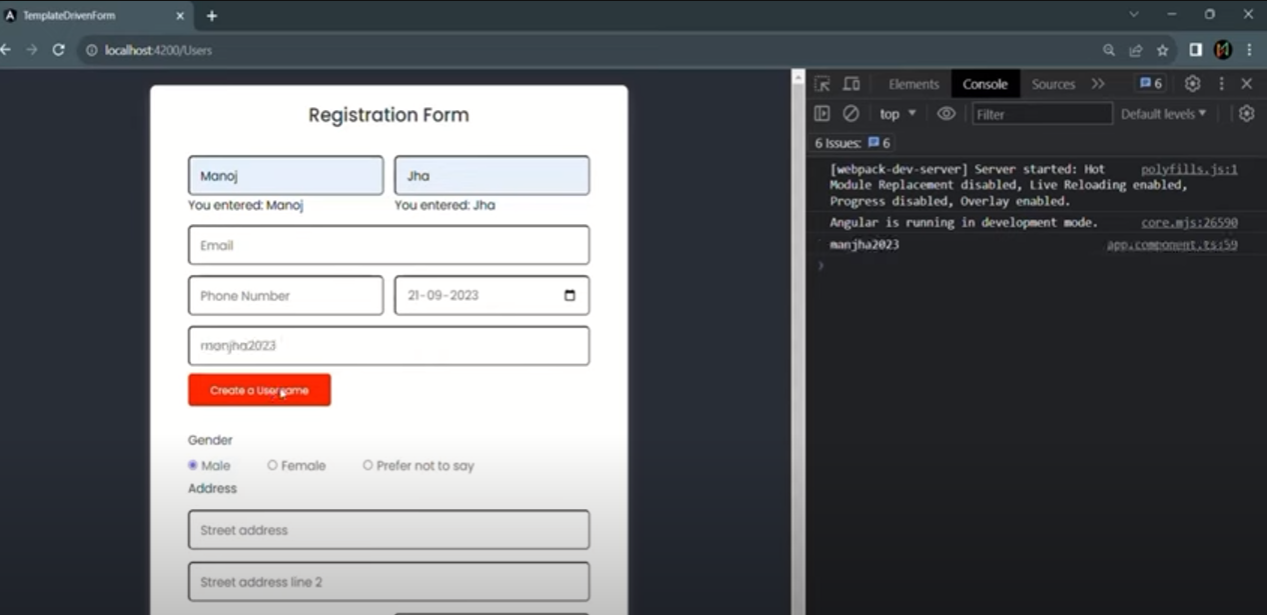 TemplateDrivenForm
localhost:4200/Users
Registration Form
Manoj
Jha
You entered: Manoj
You entered: Jha
Email
Phone Number
21-09-2023
manjha2023
Create a Username
Gender
Male
Female
Prefer not to say
Address
Street address
Street address line 2
Elements
Console
Sources
6
top
Filter
Default levels
6 Issues:
6
[webpack-dev-server] Server started: Hot
polyfills.js:1
Module Replacement disabled, Live Reloading enabled,
Progress disabled, Overlay enabled.
Angular is running in development mode.
core.mjs:26590
manjha2023
app.component.ts:59